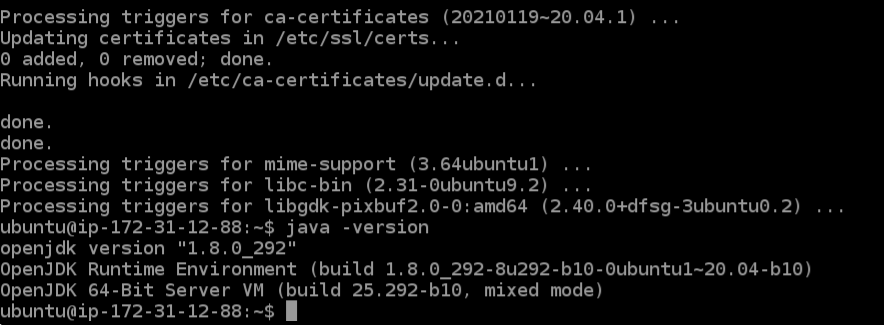 Processing triggers for ca-certificates (20210119~20.04.1) ...
Updating certificates in /etc/ssl/certs...
0 added, 0 removed; done.
Running hooks in /etc/ca-certificates/update.d...

done.
done.
Processing triggers for mime-support (3.64ubuntu1) ...
Processing triggers for libc-bin (2.31-0ubuntu9.2) ...
Processing triggers for libgdk-pixbuf2.0-0:amd64 (2.40.0+dfsg-3ubuntu0.2) ...
ubuntu@ip-172-31-12-88:~$ java -version
openjdk version "1.8.0_292"
OpenJDK Runtime Environment (build 1.8.0_292-8u292-b10-0ubuntu1~20.04-b10)
OpenJDK 64-Bit Server VM (build 25.292-b10, mixed mode)
ubuntu@ip-172-31-12-88:~$